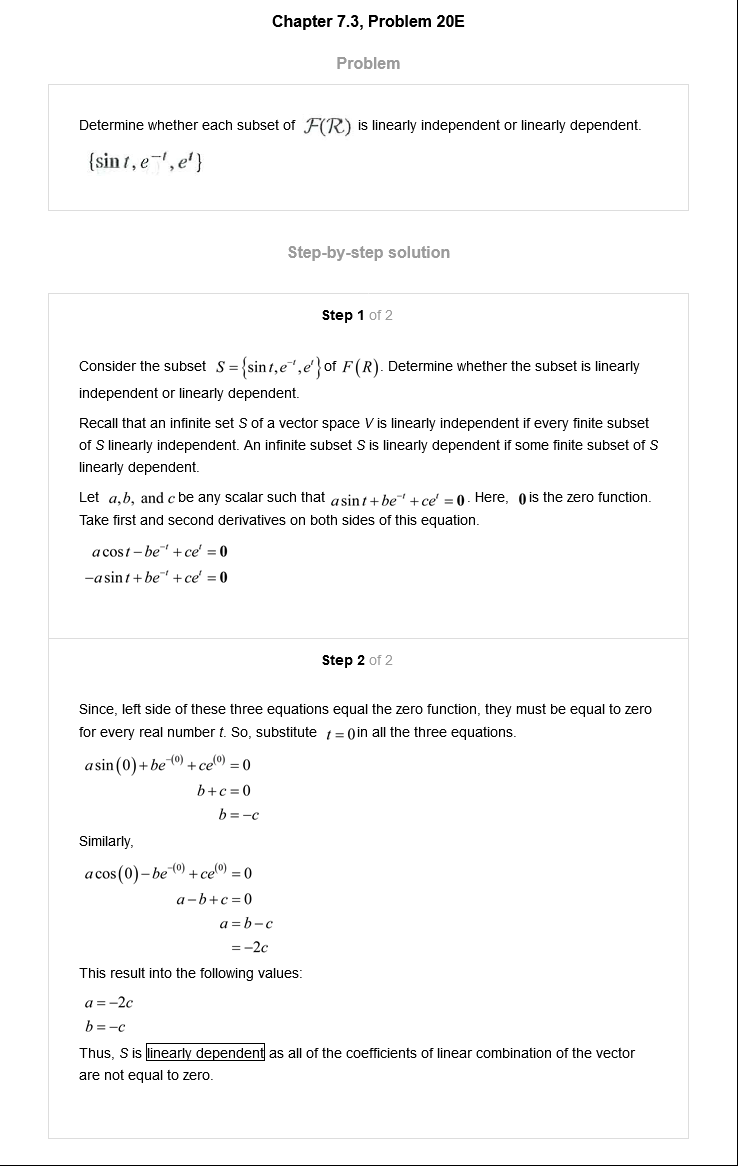 Chapter 7.3, Problem 20E
Problem
Determine whether each subset of ℱ(ℛ) is linearly independent or linearly dependent.
{sin t, e⁻ᵗ, eᵗ}
Step-by-step solution
Step 1 of 2
Consider the subset S = {sin t, e⁻ᵗ, eᵗ} of F(R). Determine whether the subset is linearly
independent or linearly dependent.
Recall that an infinite set S of a vector space V is linearly independent if every finite subset
of S linearly independent. An infinite subset S is linearly dependent if some finite subset of S
linearly dependent.
Let a, b, and c be any scalar such that a sin t + be⁻ᵗ + ceᵗ = 0. Here, 0 is the zero function.
Take first and second derivatives on both sides of this equation.
a cos t − be⁻ᵗ + ceᵗ = 0
−a sin t + be⁻ᵗ + ceᵗ = 0
Step 2 of 2
Since, left side of these three equations equal the zero function, they must be equal to zero
for every real number t. So, substitute t = 0 in all the three equations.
a sin(0) + be⁻⁽⁰⁾ + ce⁽⁰⁾ = 0
b + c = 0
b = −c
Similarly,
a cos(0) − be⁻⁽⁰⁾ + ce⁽⁰⁾ = 0
a − b + c = 0
a = b − c
= −2c
This result into the following values:
a = −2c
b = −c
Thus, S is linearly dependent as all of the coefficients of linear combination of the vector
are not equal to zero.